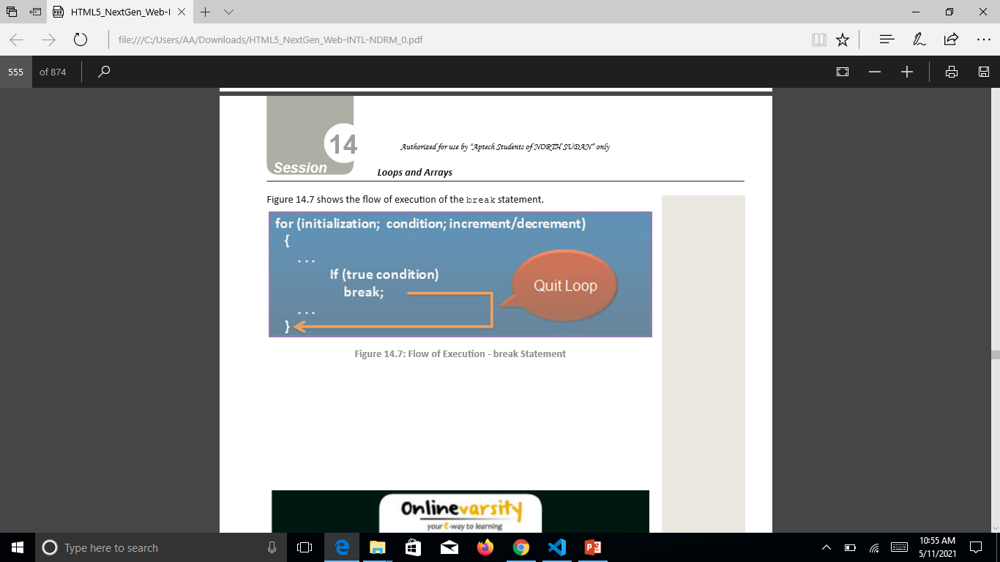 HTML5_NextGen_Web-I
file:///C:/Users/AA/Downloads/HTML5_NextGen_Web-INTL-NDRM_0.pdf
555 of 874
14
Session
Authorized for use by "Aptech Students of NORTH SUDAN" only
Loops and Arrays
Figure 14.7 shows the flow of execution of the break statement.
for (initialization; condition; increment/decrement)
{
...
If (true condition)
break;
Quit Loop
...
}
Figure 14.7: Flow of Execution - break Statement
Onlinevarsity
your e-way to learning
Type here to search
10:55 AM
5/11/2021